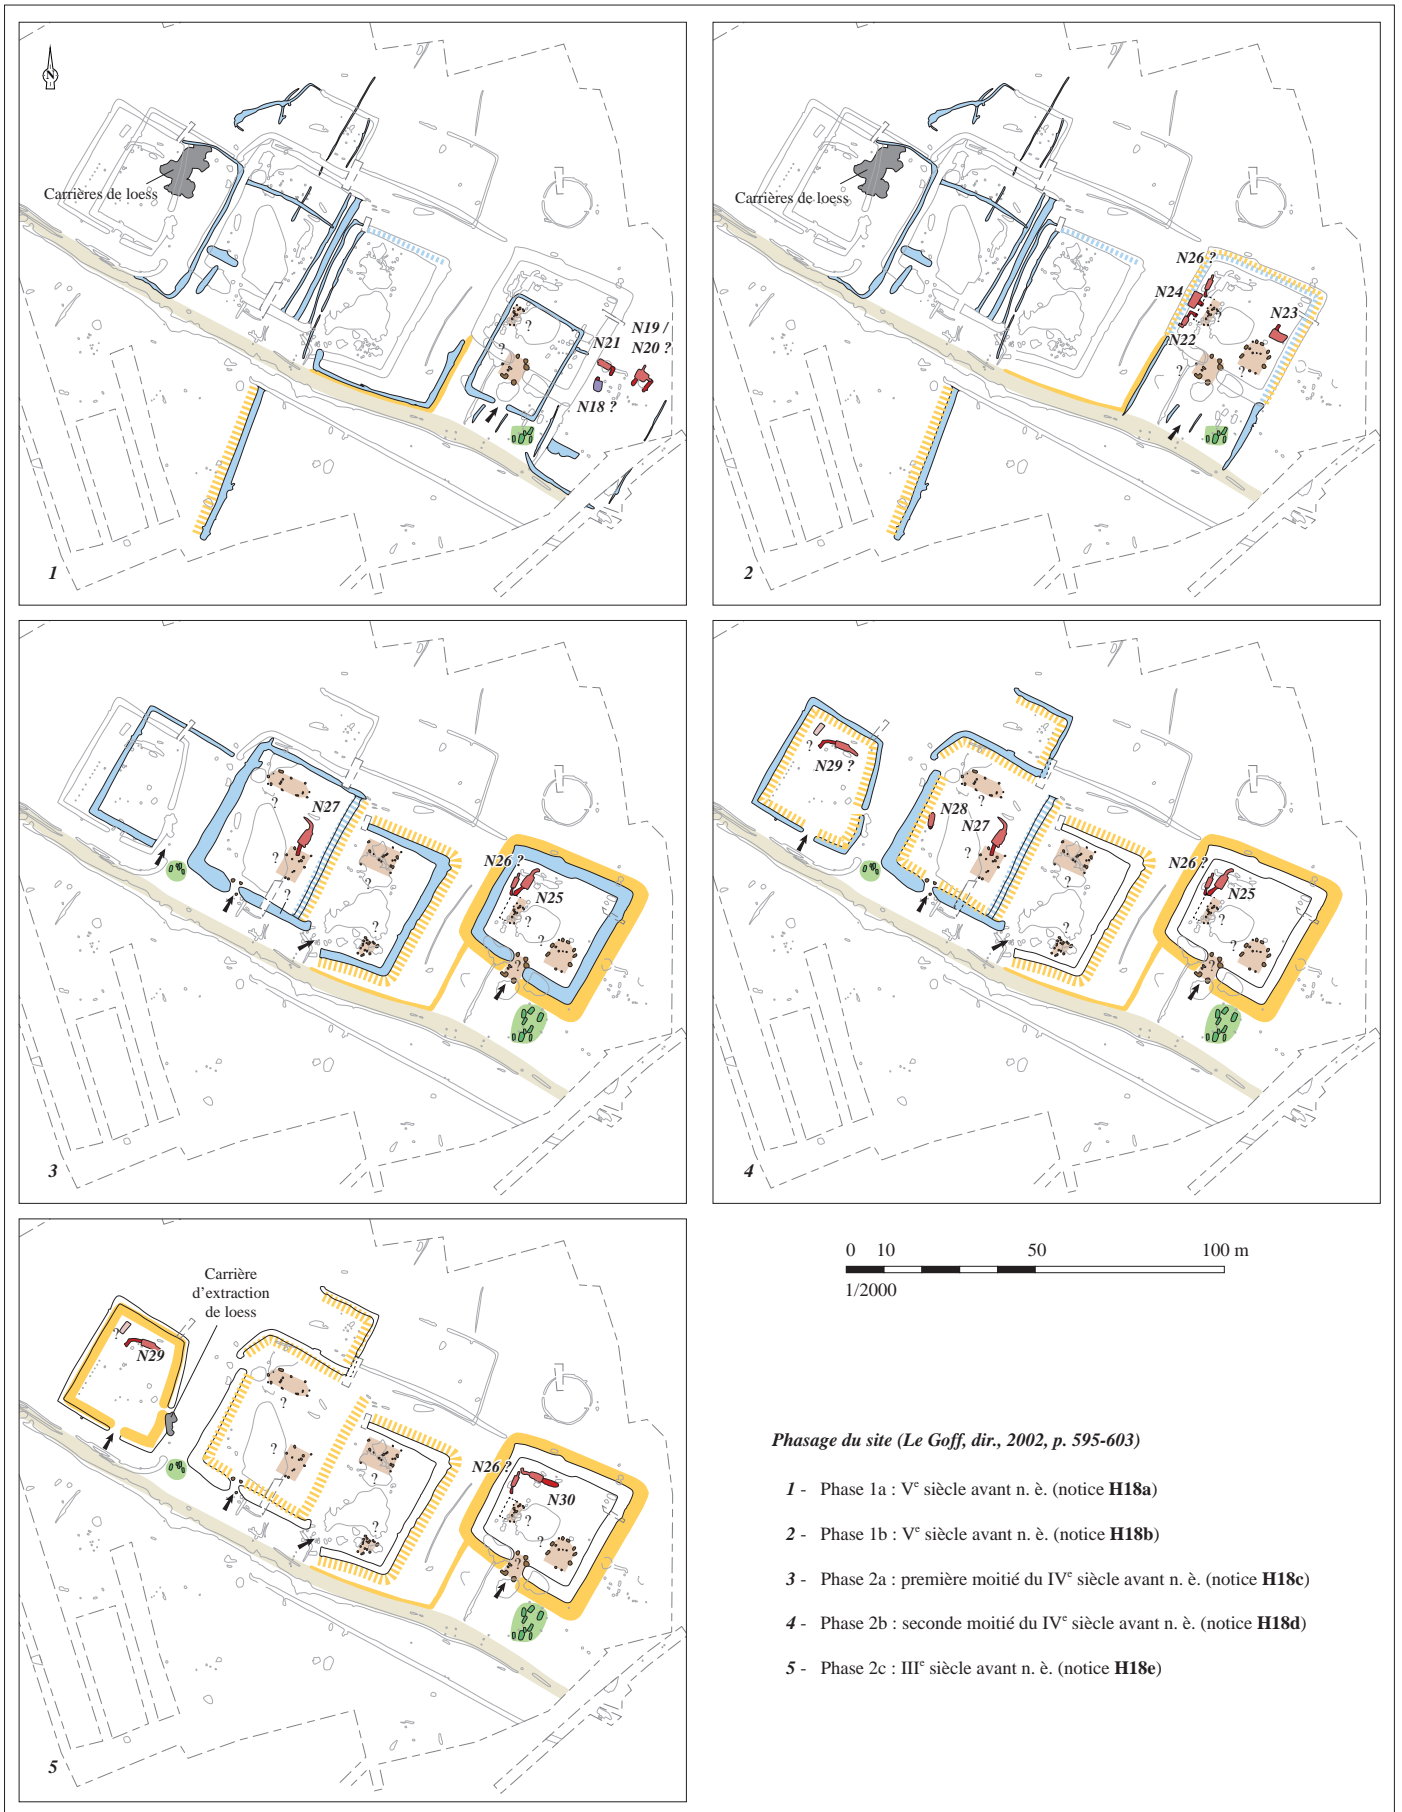 N
Carrières de loess
N19 /
N20 ?
N21
N18 ?
?
?
1
Carrières de loess
N26 ?
N24
N23
N22
?
?
?
2
N27
N26 ?
N25
?
?
?
?
?
?
?
?
3
N29 ?
N28
N27
N26 ?
N25
?
?
?
?
?
?
?
?
?
4
Carrière
d'extraction
de loess
N29
N26 ?
N30
?
?
?
?
?
?
?
?
5
0 10 50 100 m
1/2000
Phasage du site (Le Goff, dir., 2002, p. 595-603)
1 - Phase 1a : Ve siècle avant n. è. (notice H18a)
2 - Phase 1b : Ve siècle avant n. è. (notice H18b)
3 - Phase 2a : première moitié du IVe siècle avant n. è. (notice H18c)
4 - Phase 2b : seconde moitié du IVe siècle avant n. è. (notice H18d)
5 - Phase 2c : IIIe siècle avant n. è. (notice H18e)